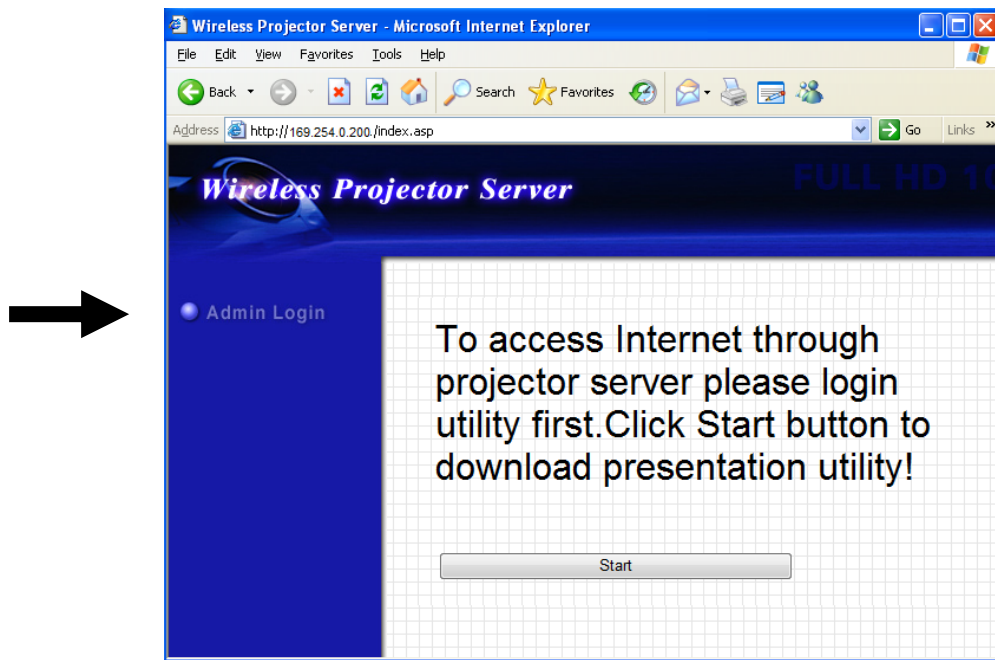 Wireless Projector Server - Microsoft Internet Explorer
File Edit View Favorites Tools Help
Back Search Favorites
Address http://169.254.0.200./index.asp Go Links »
Wireless Projector Server FULL HD 10
Admin Login
To access Internet through
projector server please login
utility first.Click Start button to
download presentation utility!
Start